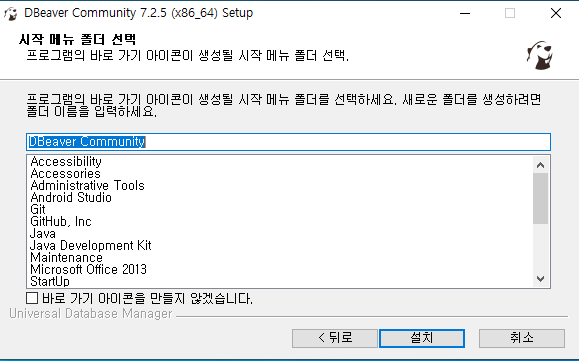 DBeaver Community 7.2.5 (x86_64) Setup
시작 메뉴 폴더 선택
프로그램의 바로 가기 아이콘이 생성될 시작 메뉴 폴더 선택.
프로그램의 바로 가기 아이콘이 생성될 시작 메뉴 폴더를 선택하세요. 새로운 폴더를 생성하려면
폴더 이름을 입력하세요.
DBeaver Community
Accessibility
Accessories
Administrative Tools
Android Studio
Git
GitHub, Inc
Java
Java Development Kit
Maintenance
Microsoft Office 2013
StartUp
바로 가기 아이콘을 만들지 않겠습니다.
Universal Database Manager
< 뒤로
설치
취소